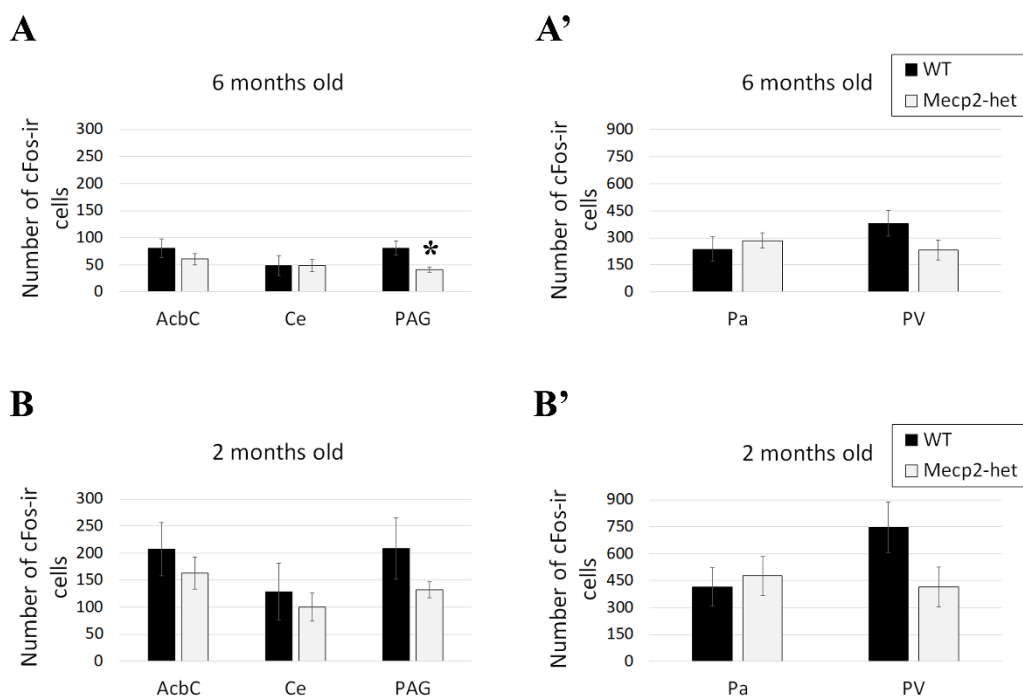 A
6 months old
Number of cFos-ir
cells
300
250
200
150
100
50
0
AcbC Ce PAG
*
A’
6 months old
WT
Mecp2-het
Number of cFos-ir
cells
900
750
600
450
300
150
0
Pa PV
B
2 months old
Number of cFos-ir
cells
300
250
200
150
100
50
0
AcbC Ce PAG
B’
2 months old
WT
Mecp2-het
Number of cFos-ir
cells
900
750
600
450
300
150
0
Pa PV